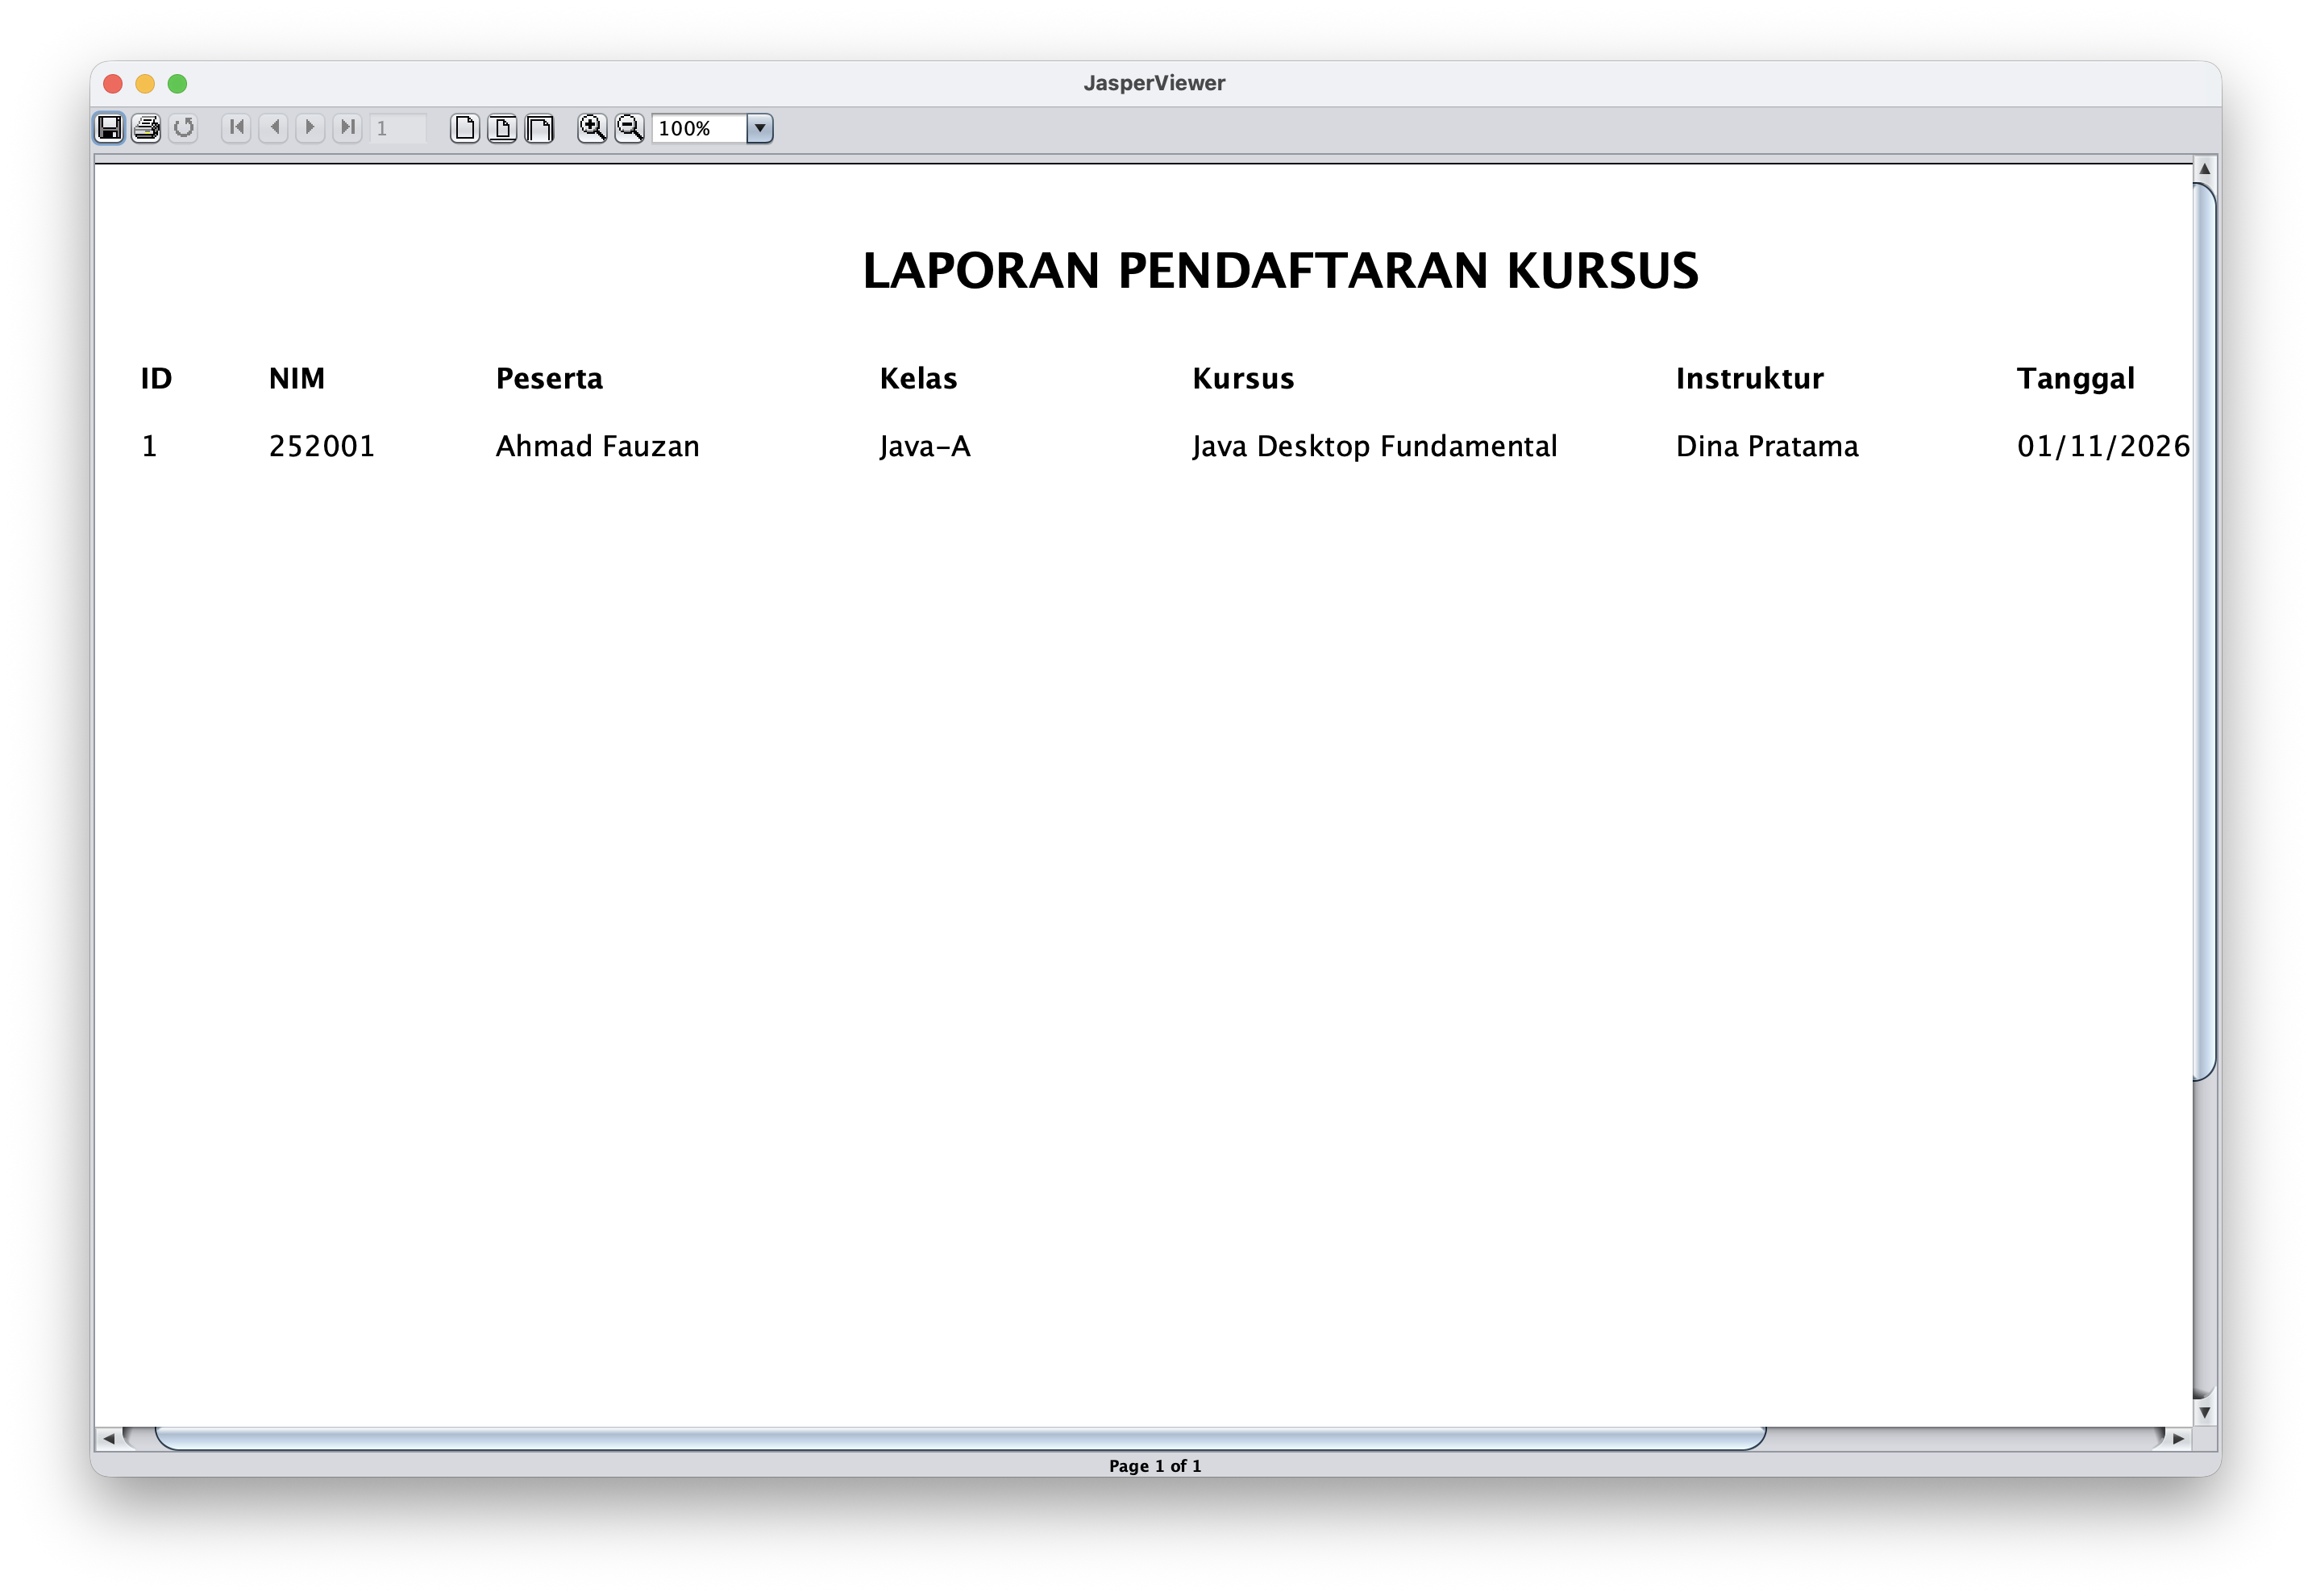 JasperViewer
1 100%
LAPORAN PENDAFTARAN KURSUS
ID NIM Peserta Kelas Kursus Instruktur Tanggal
1 252001 Ahmad Fauzan Java-A Java Desktop Fundamental Dina Pratama 01/11/2026
Page 1 of 1